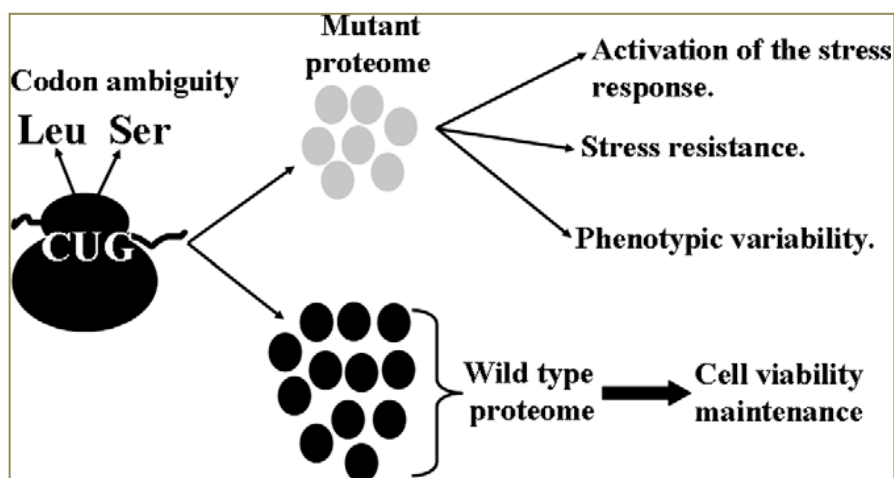 Mutant
proteome
Codon ambiguity
Leu Ser
CUG
Activation of the stress
response.
Stress resistance.
Phenotypic variability.
Wild type
proteome
Cell viability
maintenance